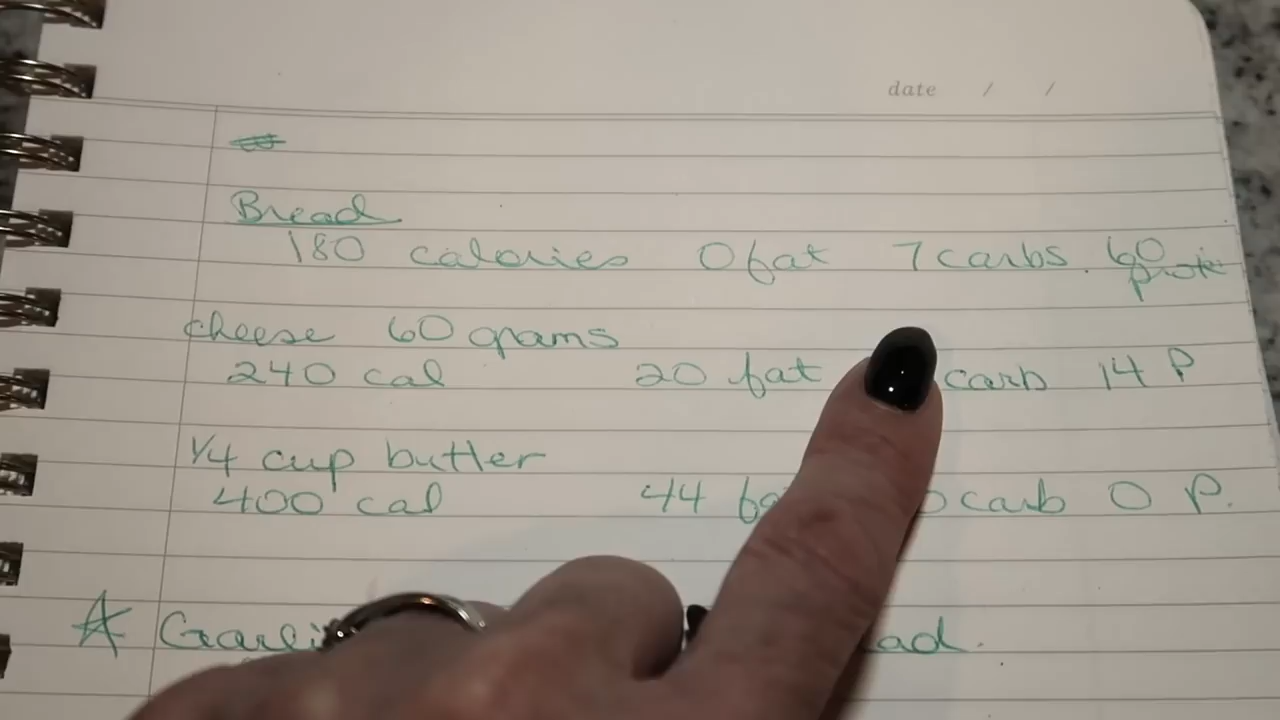 date / /
Bread
180 calories 0 fat 7 carbs. 60
cheese 60 grams
240 cal 20 fat carb 14 P
1/4 cup butter
400 cal 44 0 carb 0 P.